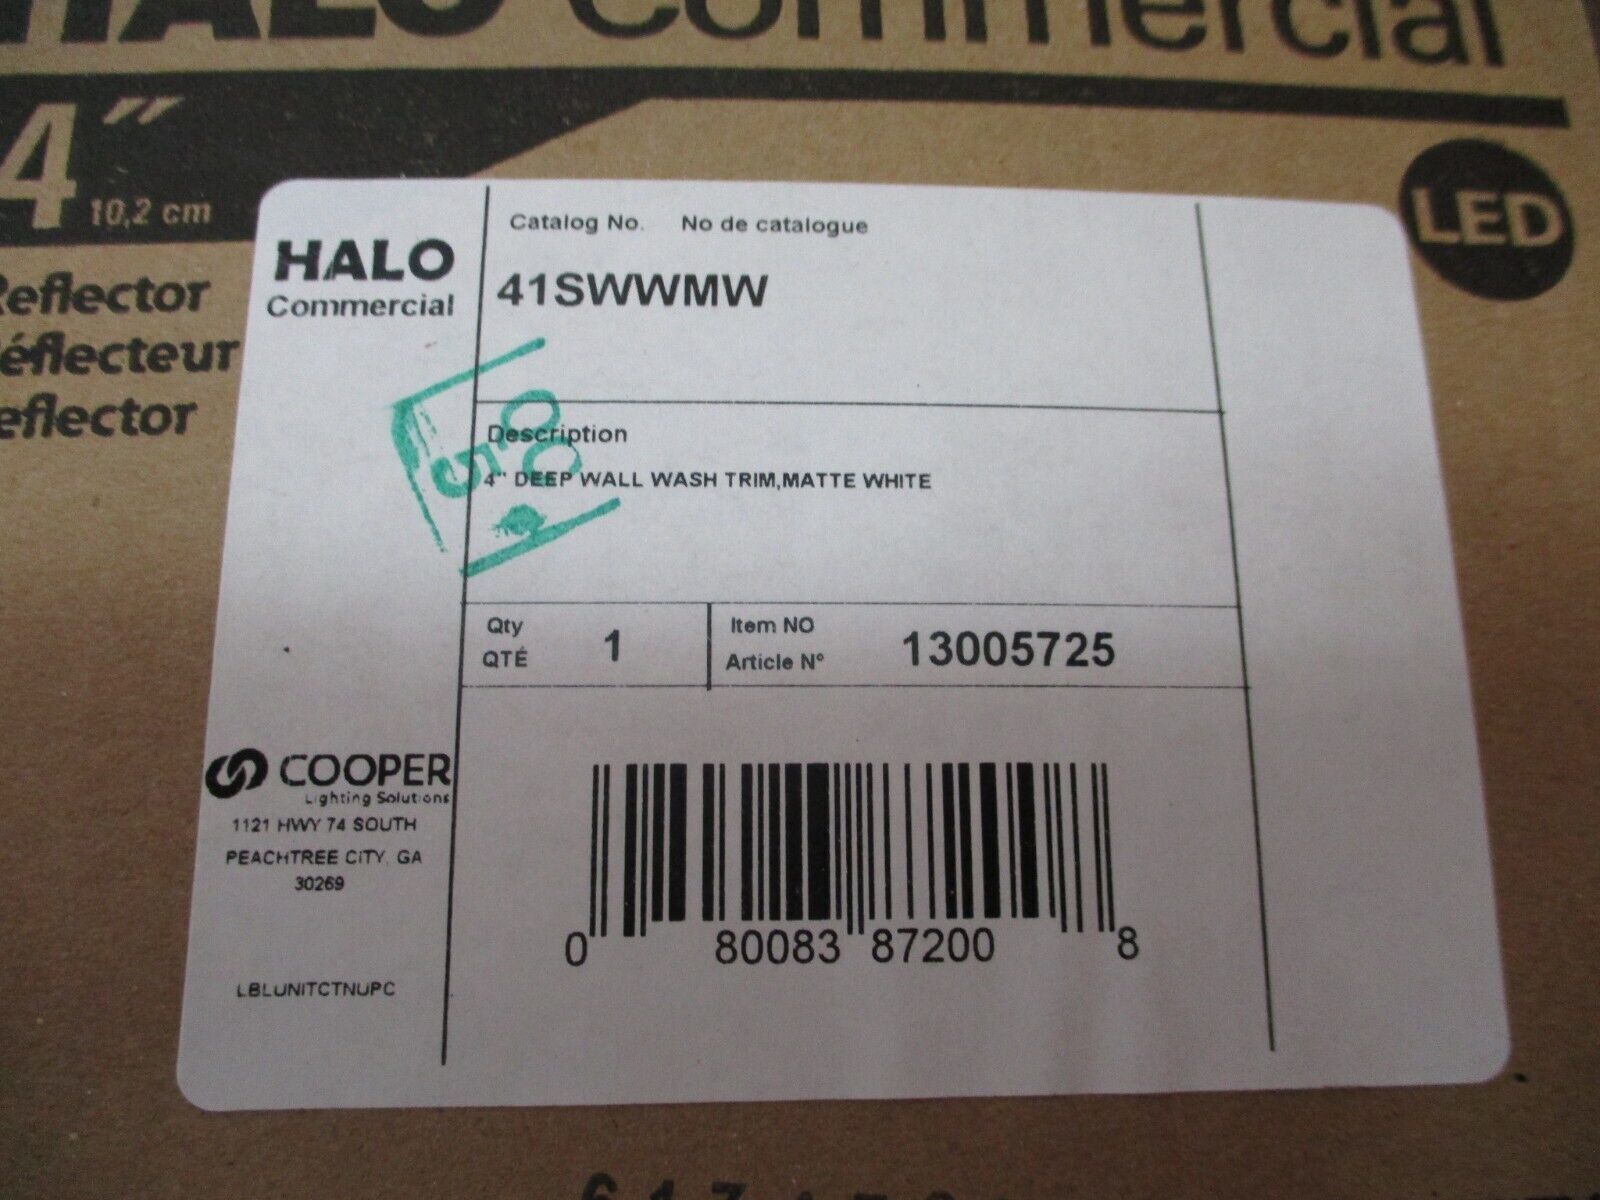 HALO Commercial
4"
10,2 cm
LED
Reflector
Réflecteur
Reflector
HALO
Commercial
Catalog No. No de catalogue
41SWWMW
Description
4" DEEP WALL WASH TRIM,MATTE WHITE
Qty
QTÉ
1
Item NO
Article N°
13005725
COOPER
Lighting Solutions
1121 HWY 74 SOUTH
PEACHTREE CITY, GA
30269
LBLUNITCTNUPC
0 80083 87200 8